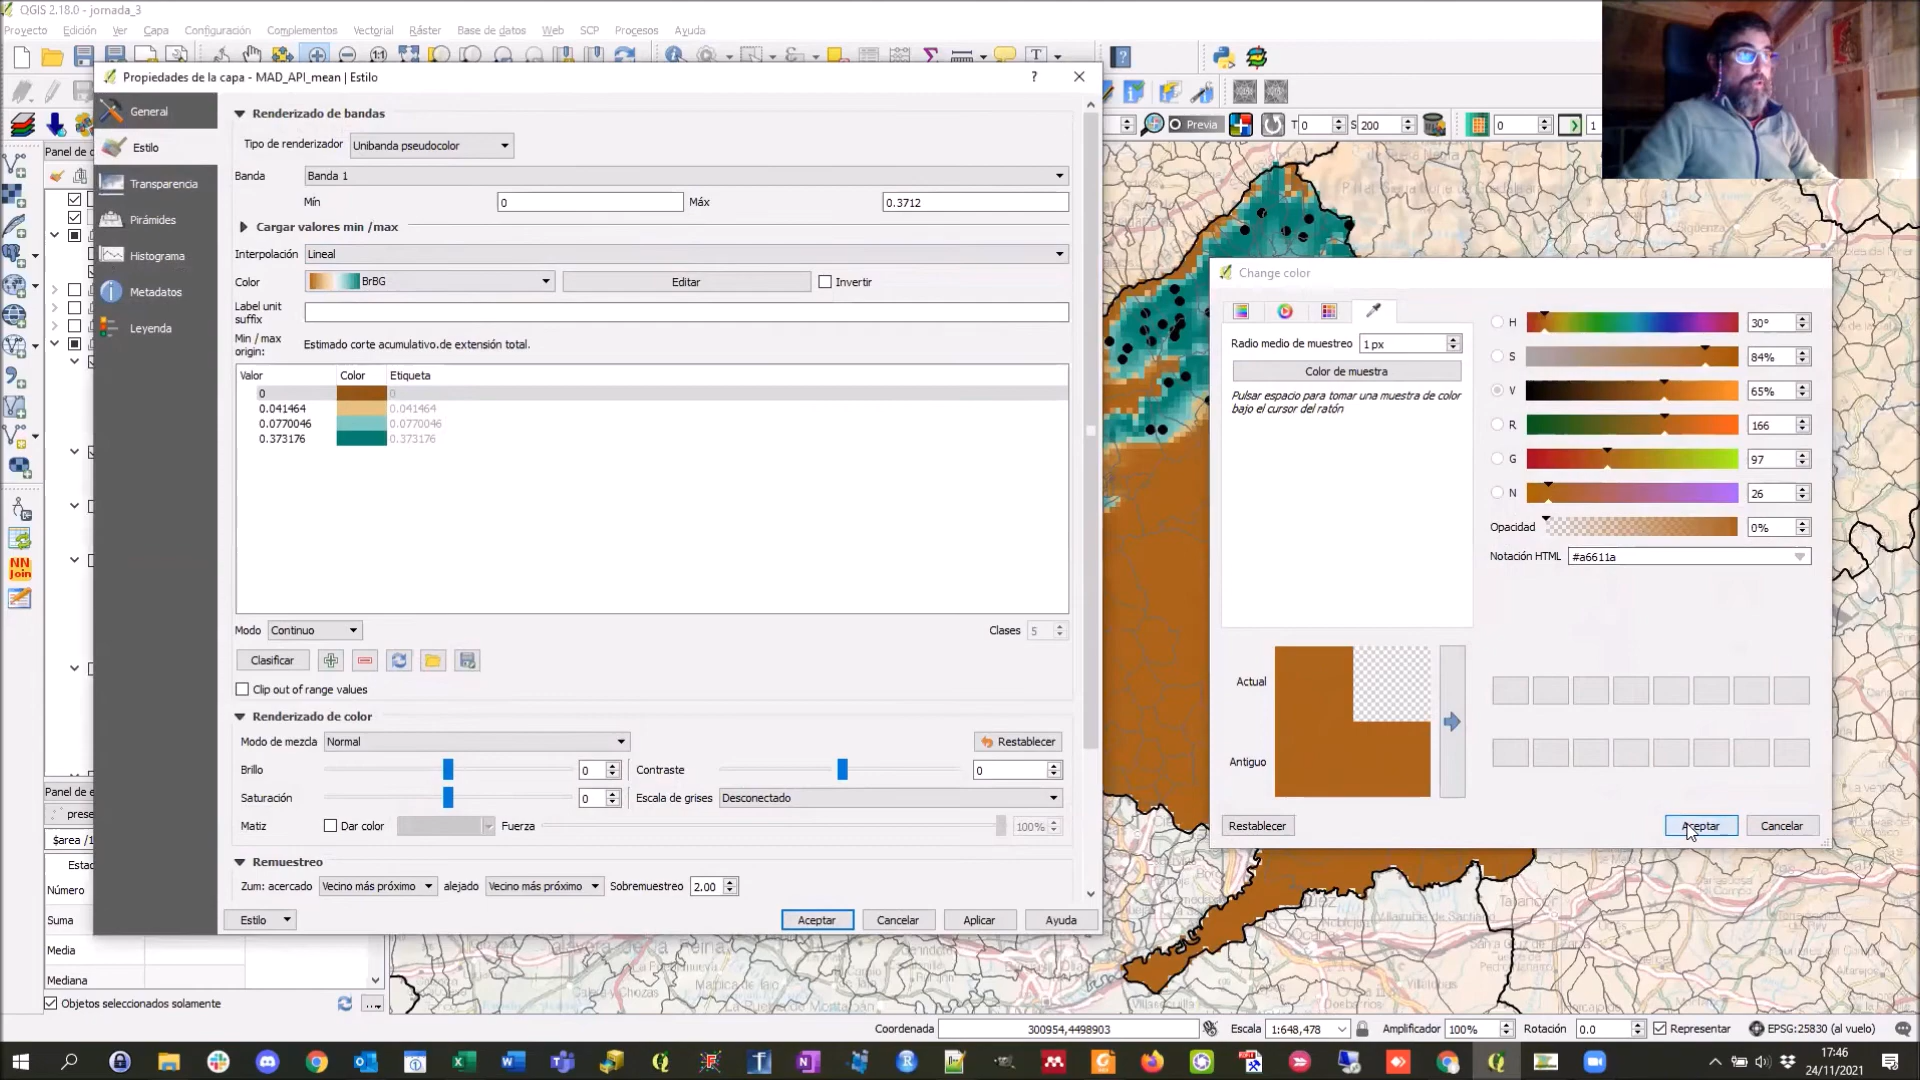 QGIS 2.18.0 - jornada_3
Proyecto Edición Ver Capa Configuración Complementos Vectorial Ráster Base de datos Web SCP Procesos Ayuda
Propiedades de la capa - MAD_API_mean | Estilo
?
General
Estilo
Transparencia
Pirámides
Histograma
Metadatos
Leyenda
Renderizado de bandas
Tipo de renderizador Unibanda pseudocolor
Banda Banda 1
Mín 0 Máx 0.3712
Cargar valores min /max
Interpolación Lineal
Color BrBG Editar Invertir
Label unit
suffix
Min / max
origin: Estimado corte acumulativo.de extensión total.
Valor Color Etiqueta
0 0
0.041464 0.041464
0.0770046 0.0770046
0.373176 0.373176
Modo Continuo Clases 5
Clasificar
Clip out of range values
Renderizado de color
Modo de mezcla Normal Restablecer
Brillo 0 Contraste 0
Saturación 0 Escala de grises Desconectado
Matiz Dar color Fuerza 100%
Remuestreo
Zum: acercado Vecino más próximo alejado Vecino más próximo Sobremuestreo 2.00
Estilo Aceptar Cancelar Aplicar Ayuda
Previa T 0 S 200 0 1
Change color
Radio medio de muestreo 1 px
Color de muestra
Pulsar espacio para tomar una muestra de color
bajo el cursor del ratón
H 30°
S 84%
V 65%
R 166
G 97
N 26
Opacidad 0%
Notación HTML #a6611a
Actual
Antiguo
Restablecer Aceptar Cancelar
Panel de
Panel de e
prese
$area /1
Estad
Número
Suma
Media
Mediana
Objetos seleccionados solamente
NN
Join
Coordenada 300954,4498903 Escala 1:648,478 Amplificador 100% Rotación 0.0 Representar EPSG:25830 (al vuelo)
17:46
24/11/2021